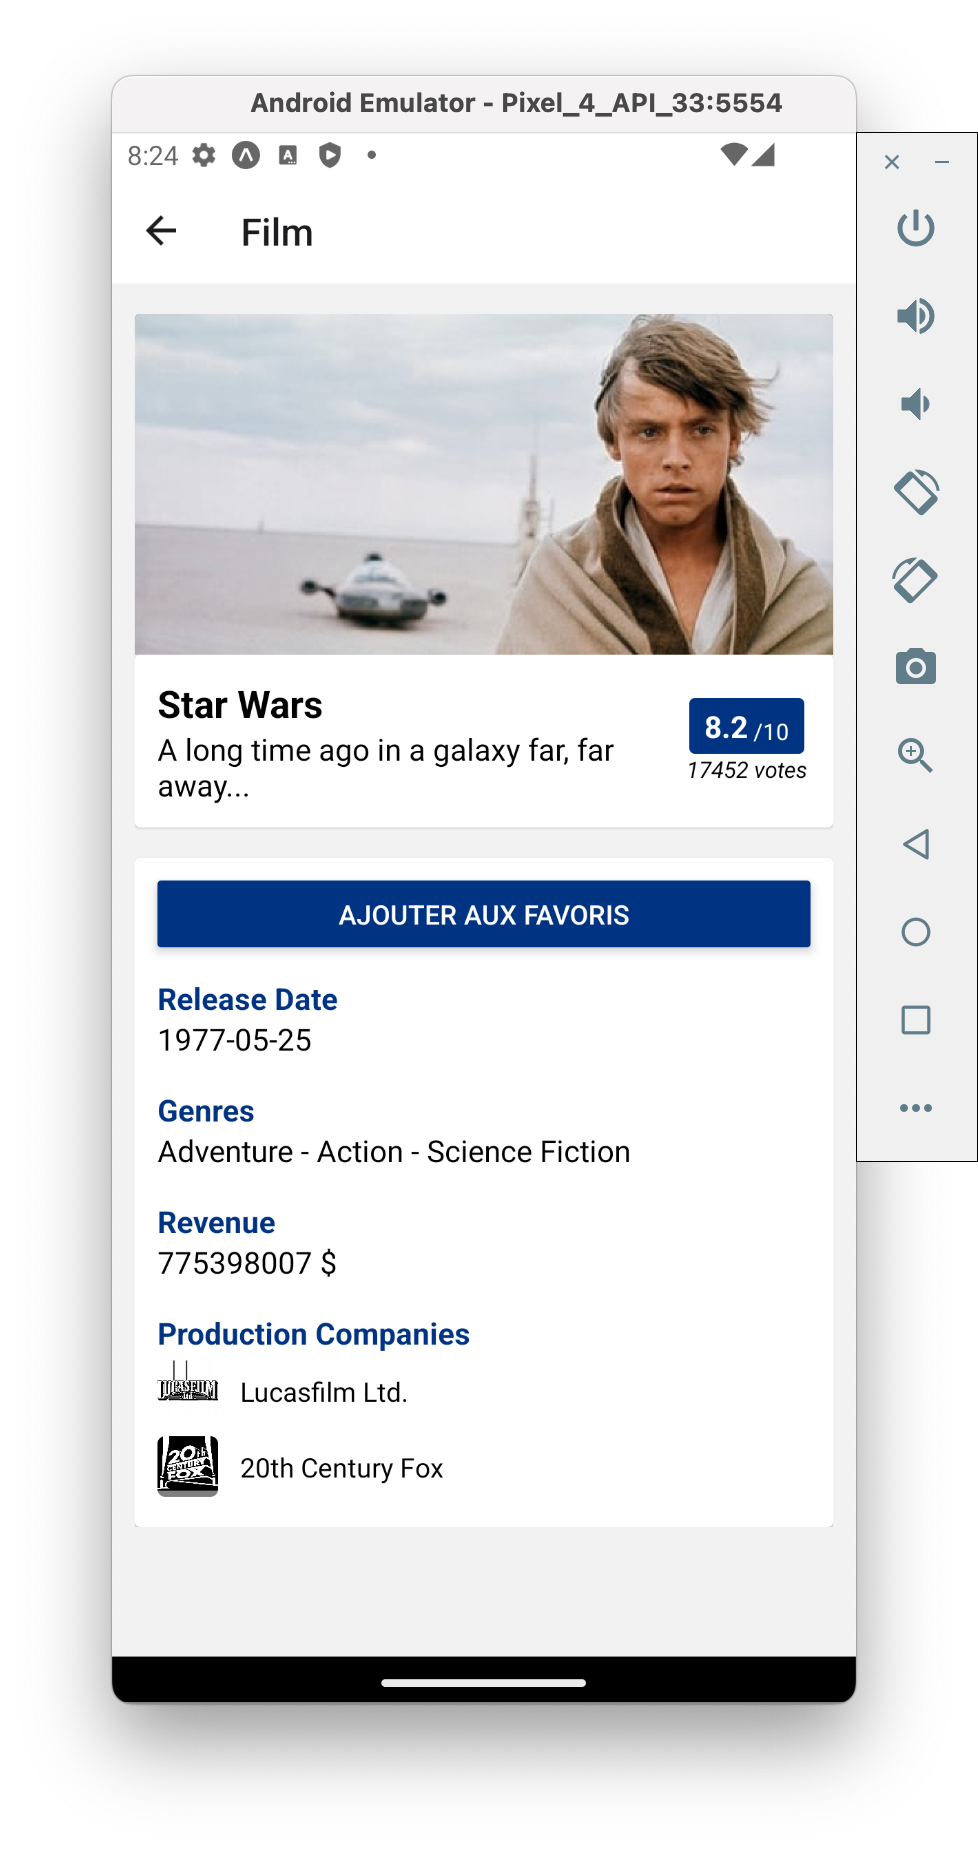 Android Emulator - Pixel_4_API_33:5554
8:24
Film
Star Wars
A long time ago in a galaxy far, far
away...
8.2 /10
17452 votes
AJOUTER AUX FAVORIS
Release Date
1977-05-25
Genres
Adventure - Action - Science Fiction
Revenue
775398007 $
Production Companies
LUCASFILM
Ltd.
Lucasfilm Ltd.
20th
CENTURY
FOX
20th Century Fox